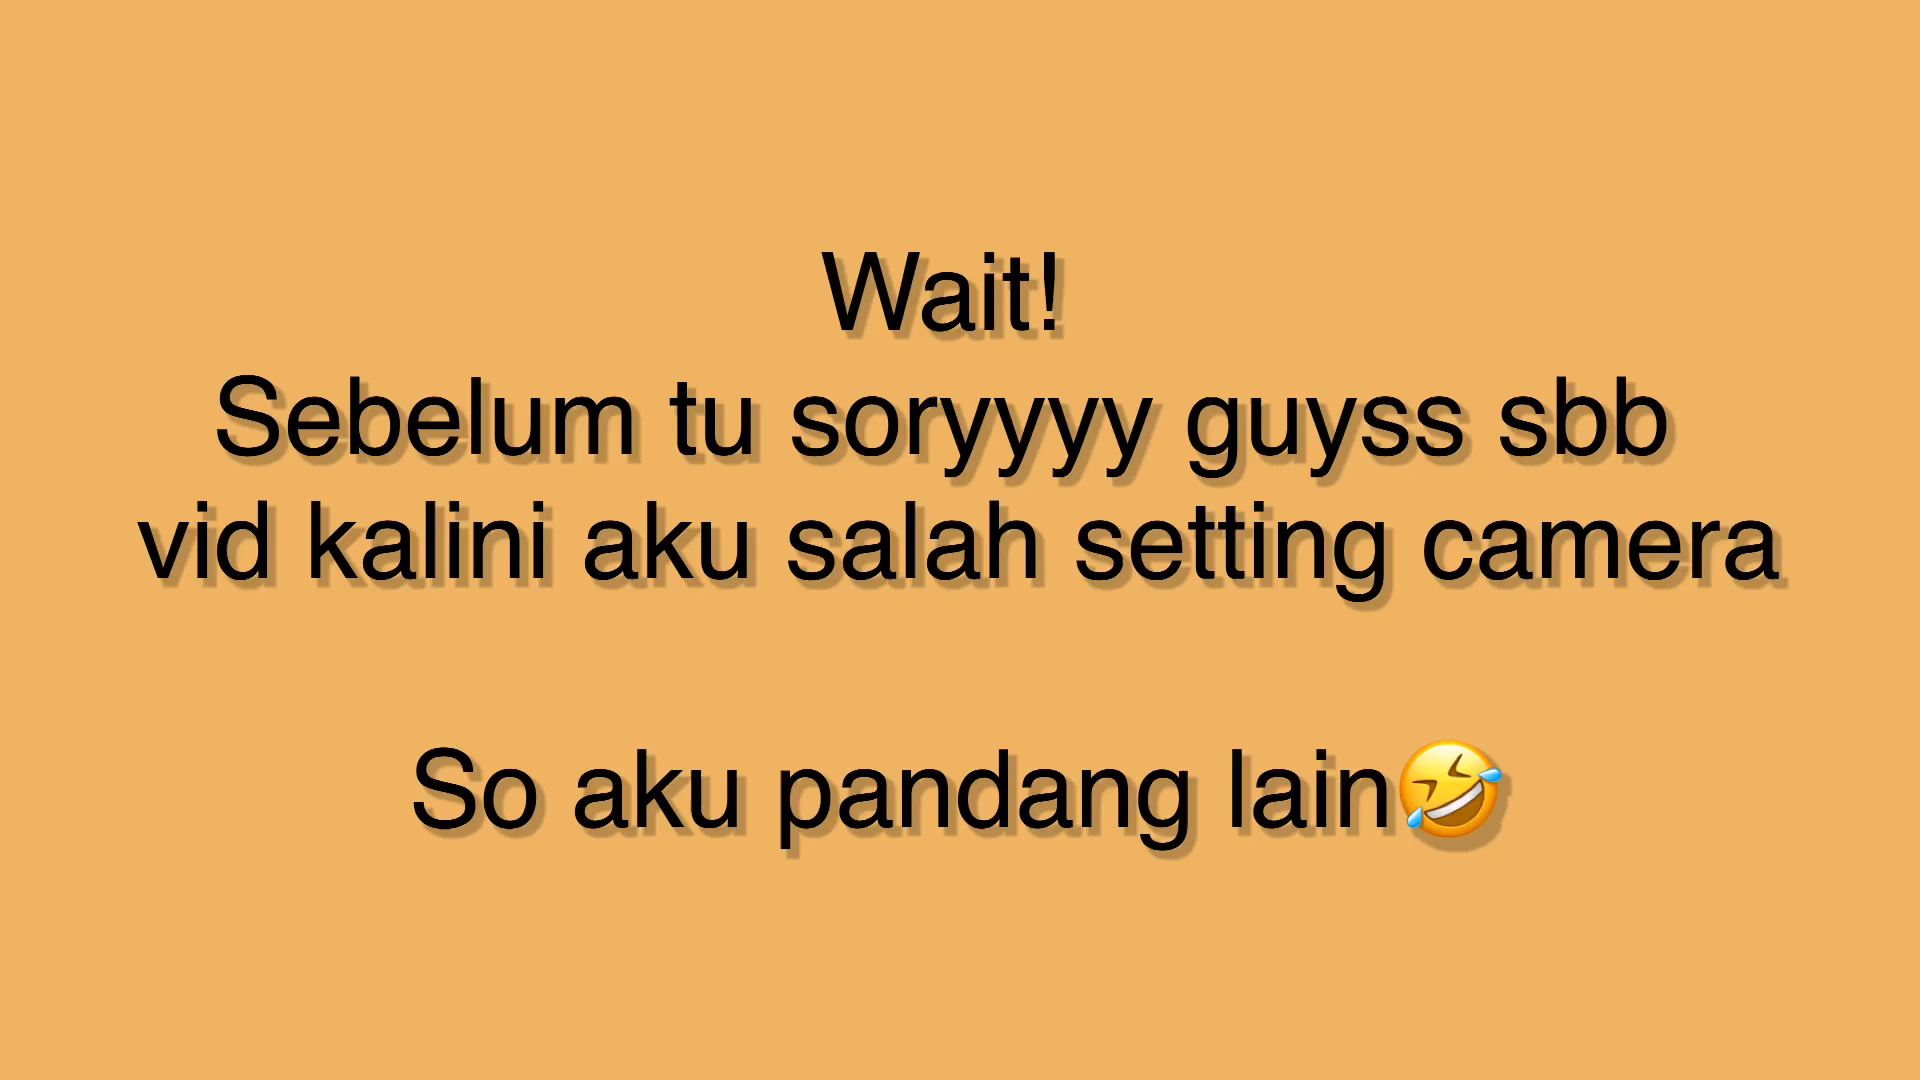 Wait!
Sebelum tu soryyyy guyss sbb
vid kalini aku salah setting camera
So aku pandang lain🤣